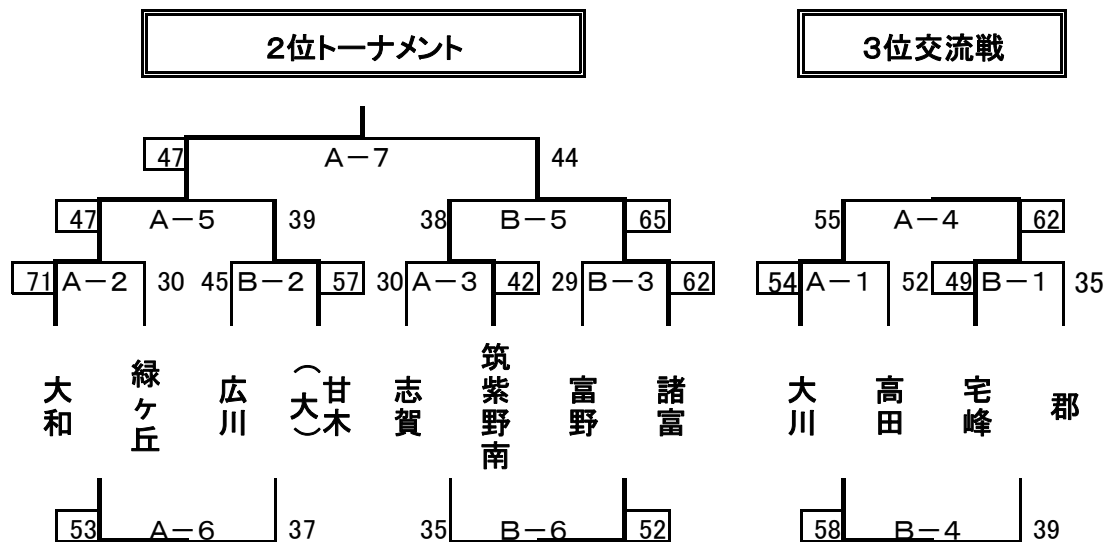 ２位トーナメント
３位交流戦
47 Ａ－７ 44
47 Ａ－５ 39 38 Ｂ－５ 65 55 Ａ－４ 62
71 Ａ－２ 30 45 Ｂ－２ 57 30 Ａ－３ 42 29 Ｂ－３ 62 54 Ａ－１ 52 49 Ｂ－１ 35
大和
緑ヶ丘
広川
甘木
（大）
志賀
筑紫野南
富野
諸富
大川
高田
宅峰
郡
53 Ａ－６ 37 35 Ｂ－６ 52 58 Ｂ－４ 39